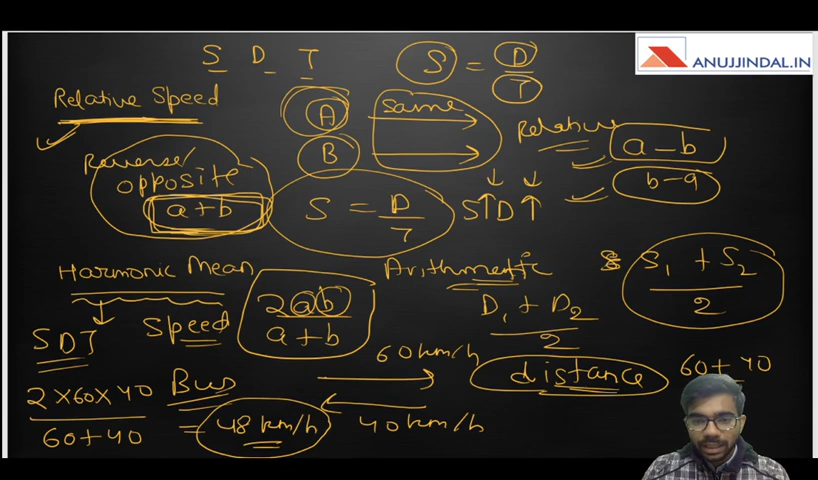 S D T
S = D/T
ANUJJINDAL.IN
Relative Speed
A
same
B
Relative
a - b
b - a
Reverse/
opposite
a + b
S = D/T
S↑ D↑
Harmonic Mean
2ab/a+b
Arithmetic
D1 + D2/2
S1 + S2/2
SDT
Speed
60 km/h
distance
60 + 40
2×60×40/60+40
Bus
= 48 km/h
40 km/h